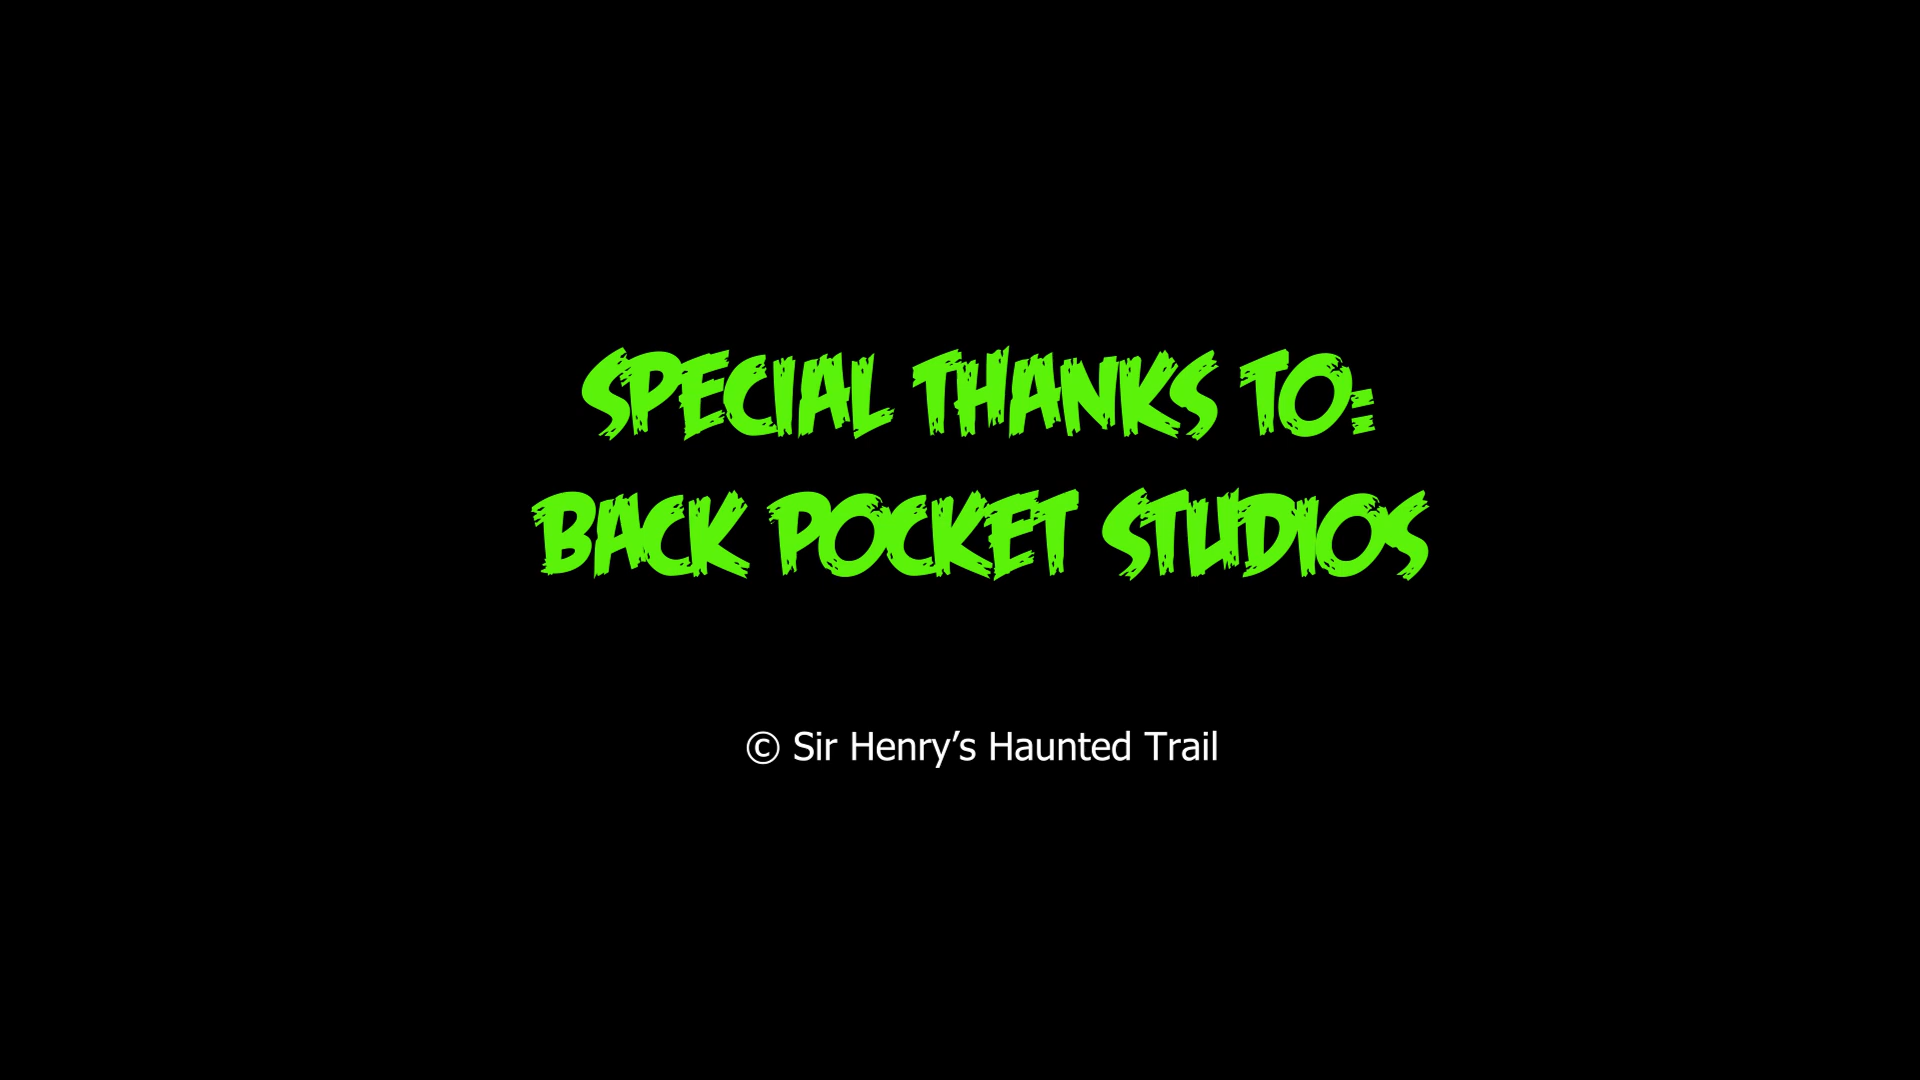 SPECIAL THANKS TO:
BACK POCKET STUDIOS
© Sir Henry’s Haunted Trail